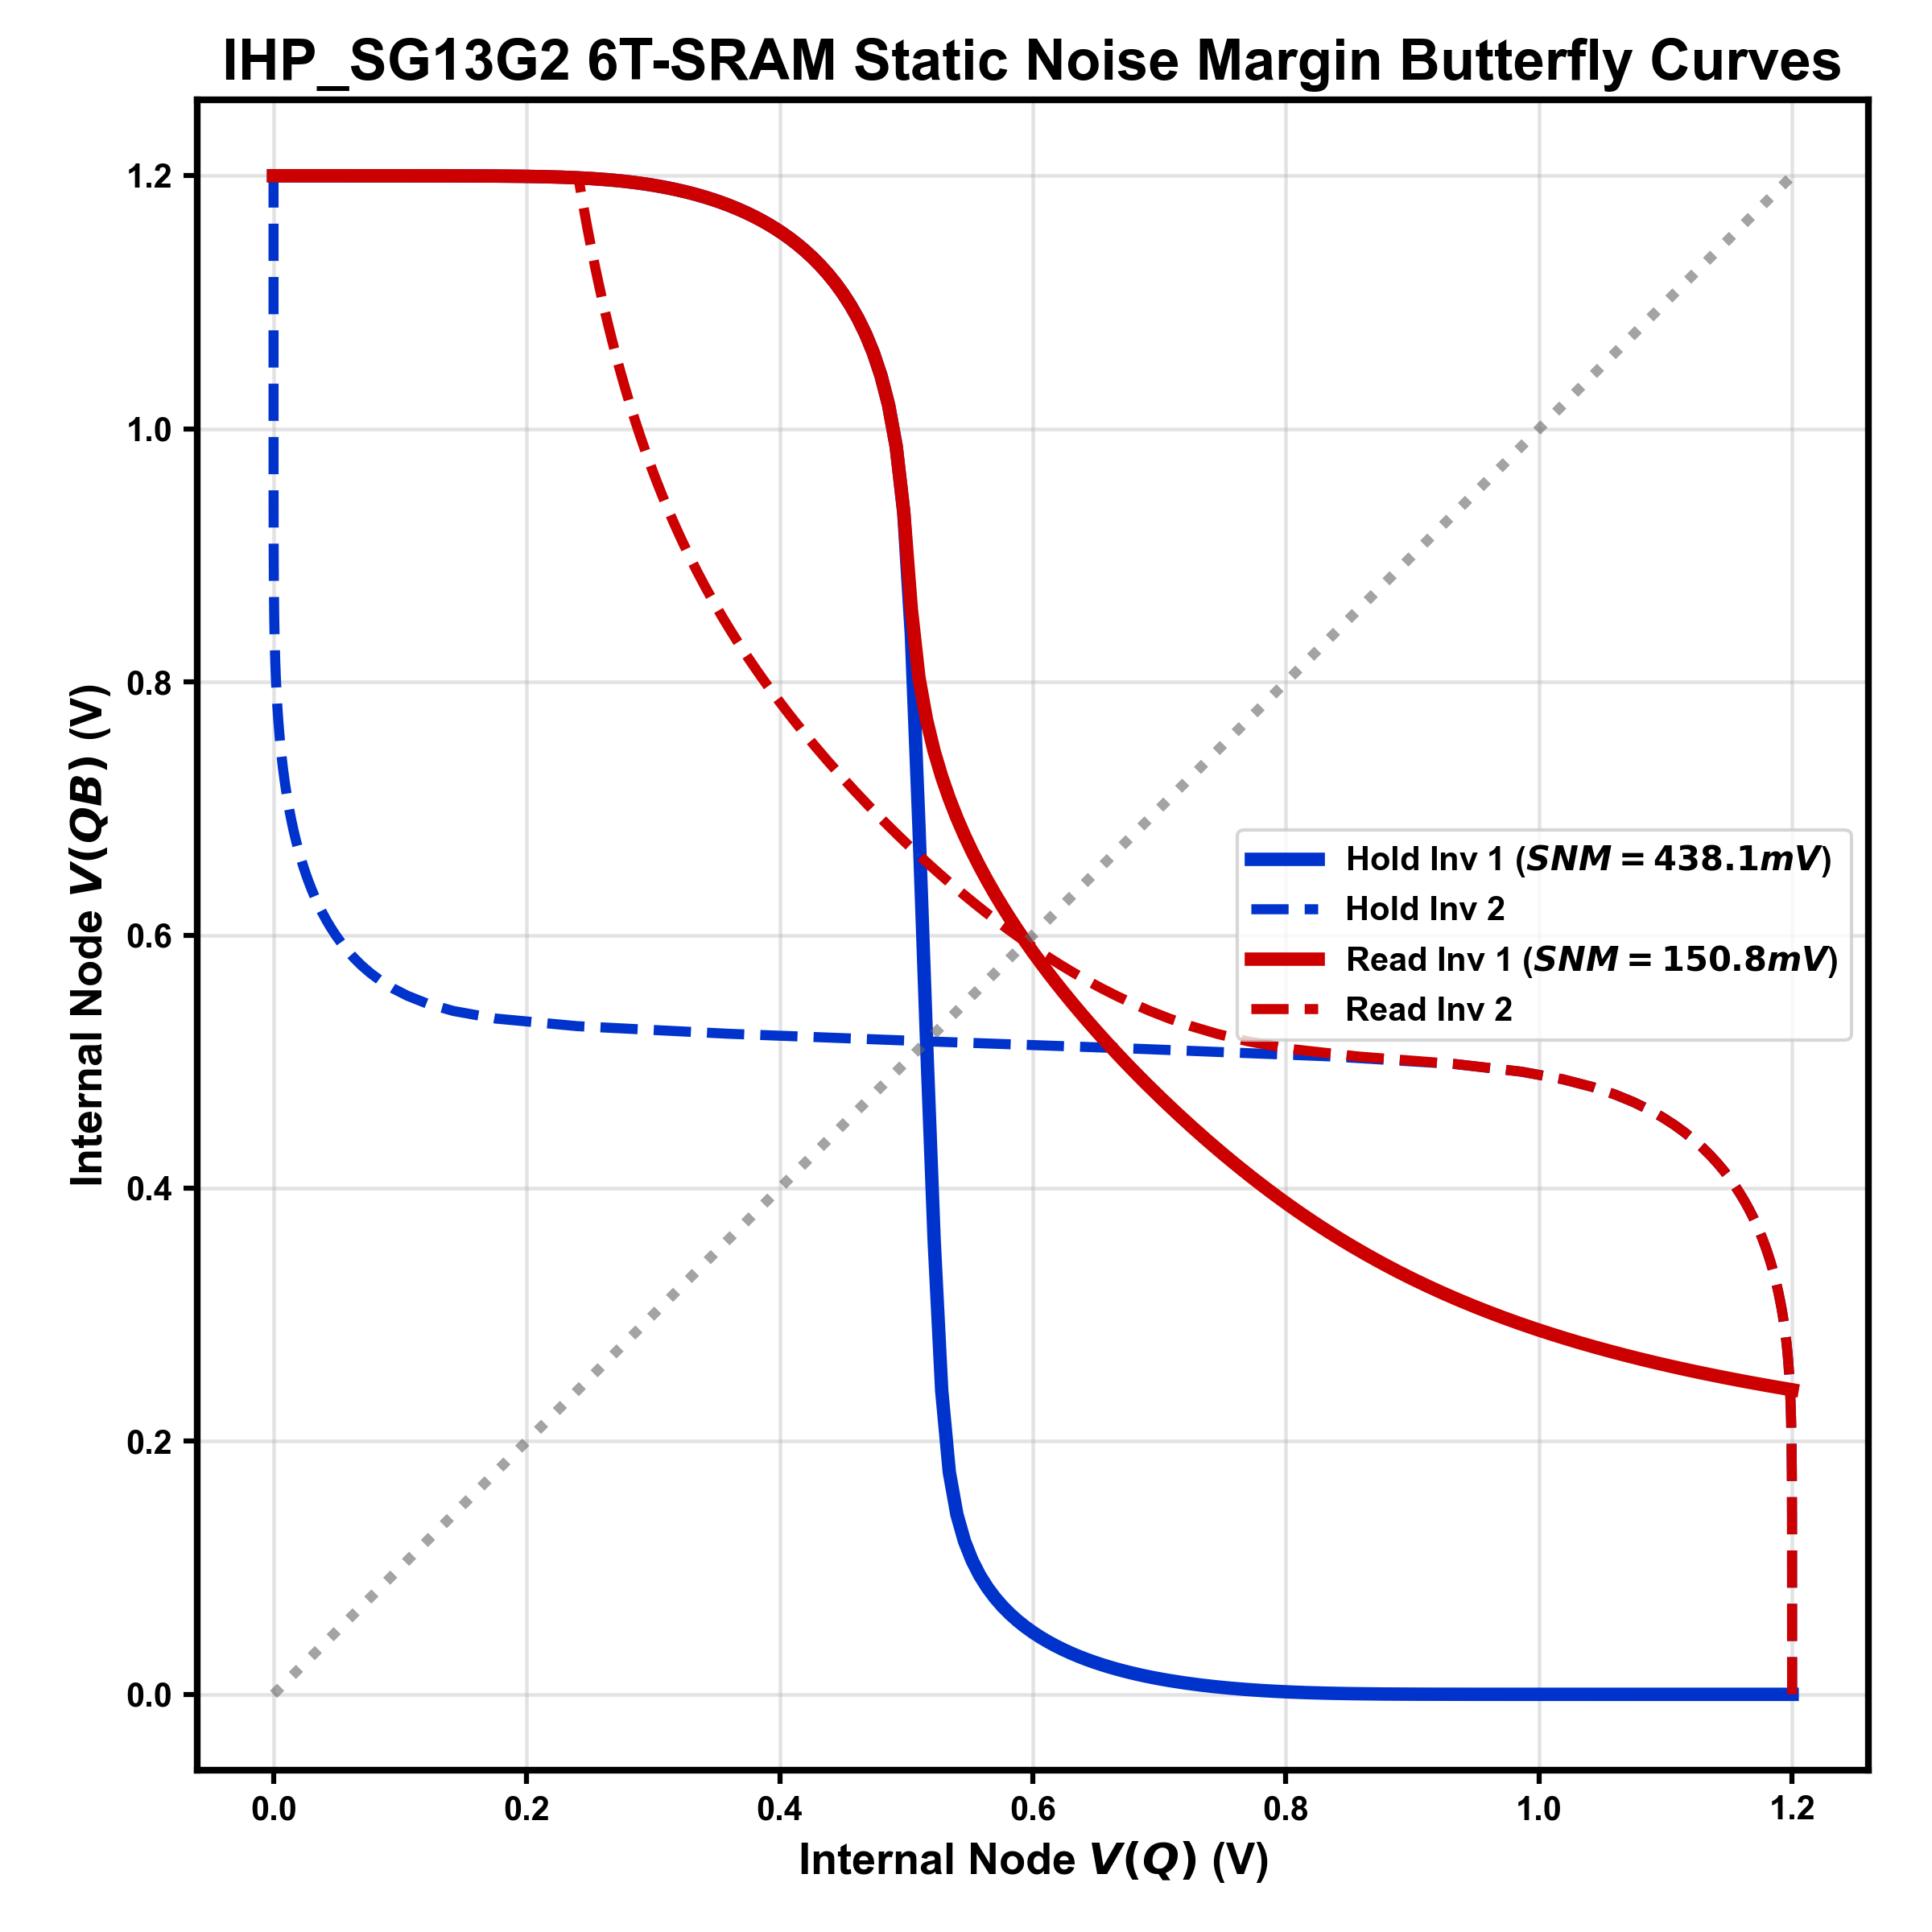 IHP_SG13G2 6T-SRAM Static Noise Margin Butterfly Curves
Internal Node V(QB) (V)
1.2
1.0
0.8
0.6
0.4
0.2
0.0
Hold Inv 1 (SNM = 438.1mV)
Hold Inv 2
Read Inv 1 (SNM = 150.8mV)
Read Inv 2
0.0 0.2 0.4 0.6 0.8 1.0 1.2
Internal Node V(Q) (V)